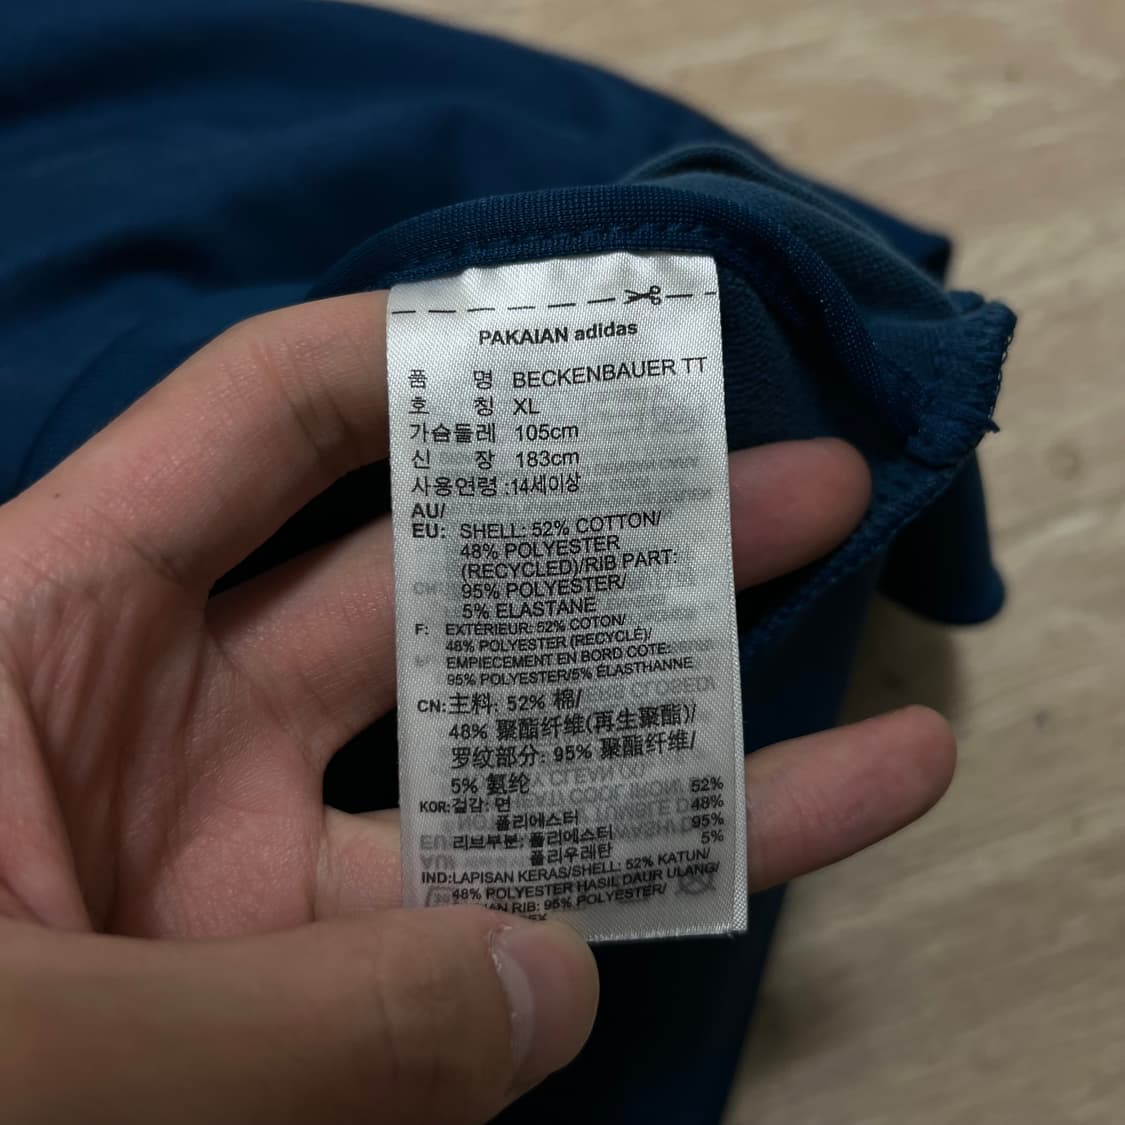 PAKAIAN adidas
품 명 BECKENBAUER TT
호 칭 XL
가슴둘레 105cm
신 장 183cm
사용연령 :14세이상
AU/
EU: SHELL: 52% COTTON/
48% POLYESTER
(RECYCLED)/RIB PART:
95% POLYESTER/
5% ELASTANE
F: EXTÉRIEUR: 52% COTON/
48% POLYESTER (RECYCLÉ)/
EMPIECEMENT EN BORD COTE:
95% POLYESTER/5% ÉLASTHANNE
CN: 主料: 52% 棉/
48% 聚酯纤维(再生聚酯)/
罗纹部分: 95% 聚酯纤维/
5% 氨纶
KOR: 겉감: 면 52%
폴리에스터 48%
리브부분: 폴리에스터 95%
폴리우레탄 5%
IND: LAPISAN KERAS/SHELL: 52% KATUN/
48% POLYESTER HASIL DAUR ULANG/
RIB: 95% POLYESTER/